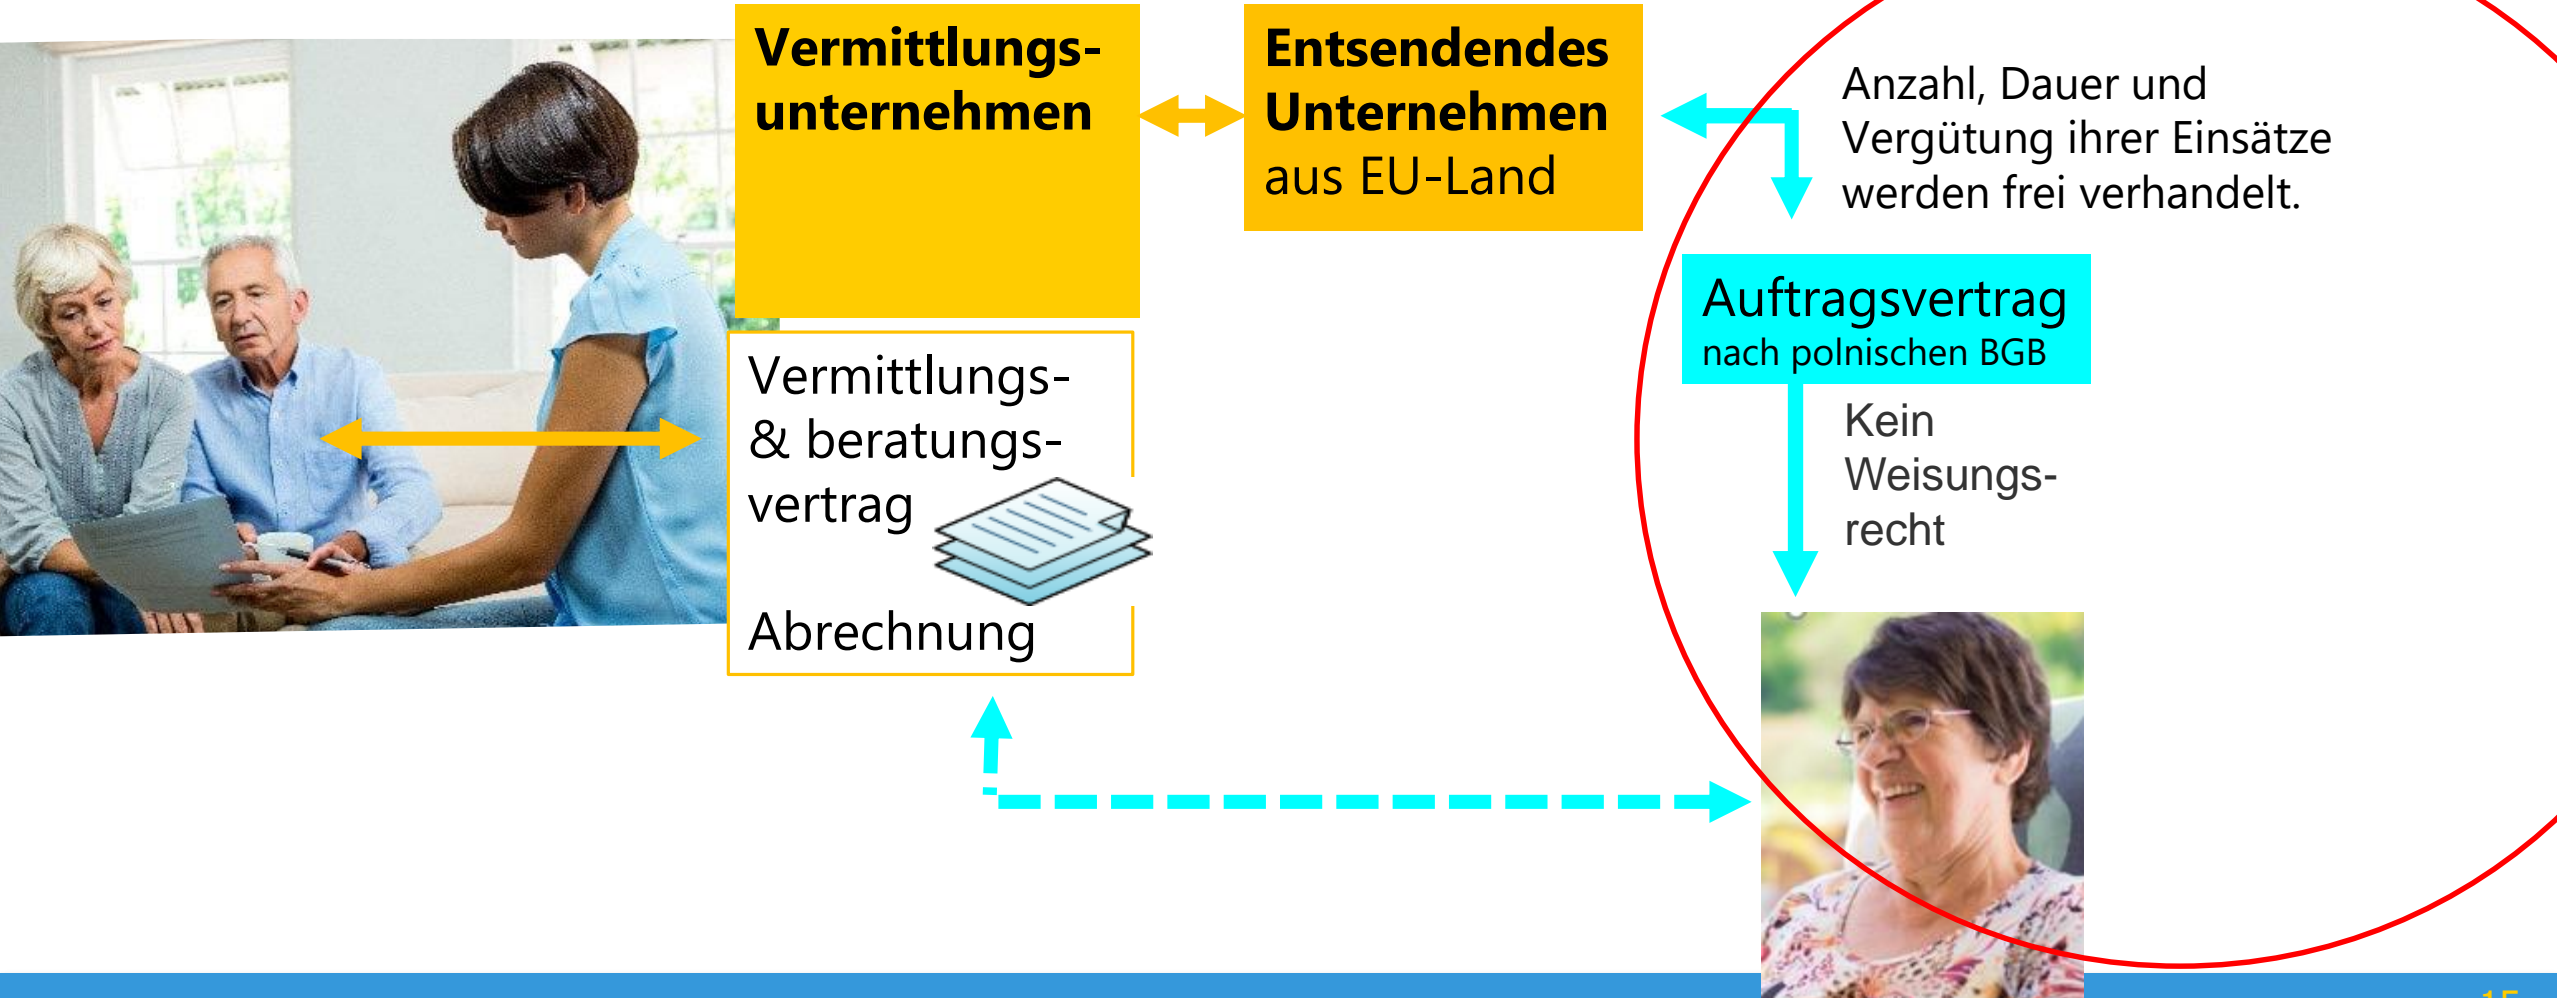 Vermittlungs-
unternehmen
Entsendendes
Unternehmen
aus EU-Land
Anzahl, Dauer und
Vergütung ihrer Einsätze
werden frei verhandelt.
Auftragsvertrag
nach polnischen BGB
Kein
Weisungs-
recht
Vermittlungs-
& beratungs-
vertrag
Abrechnung